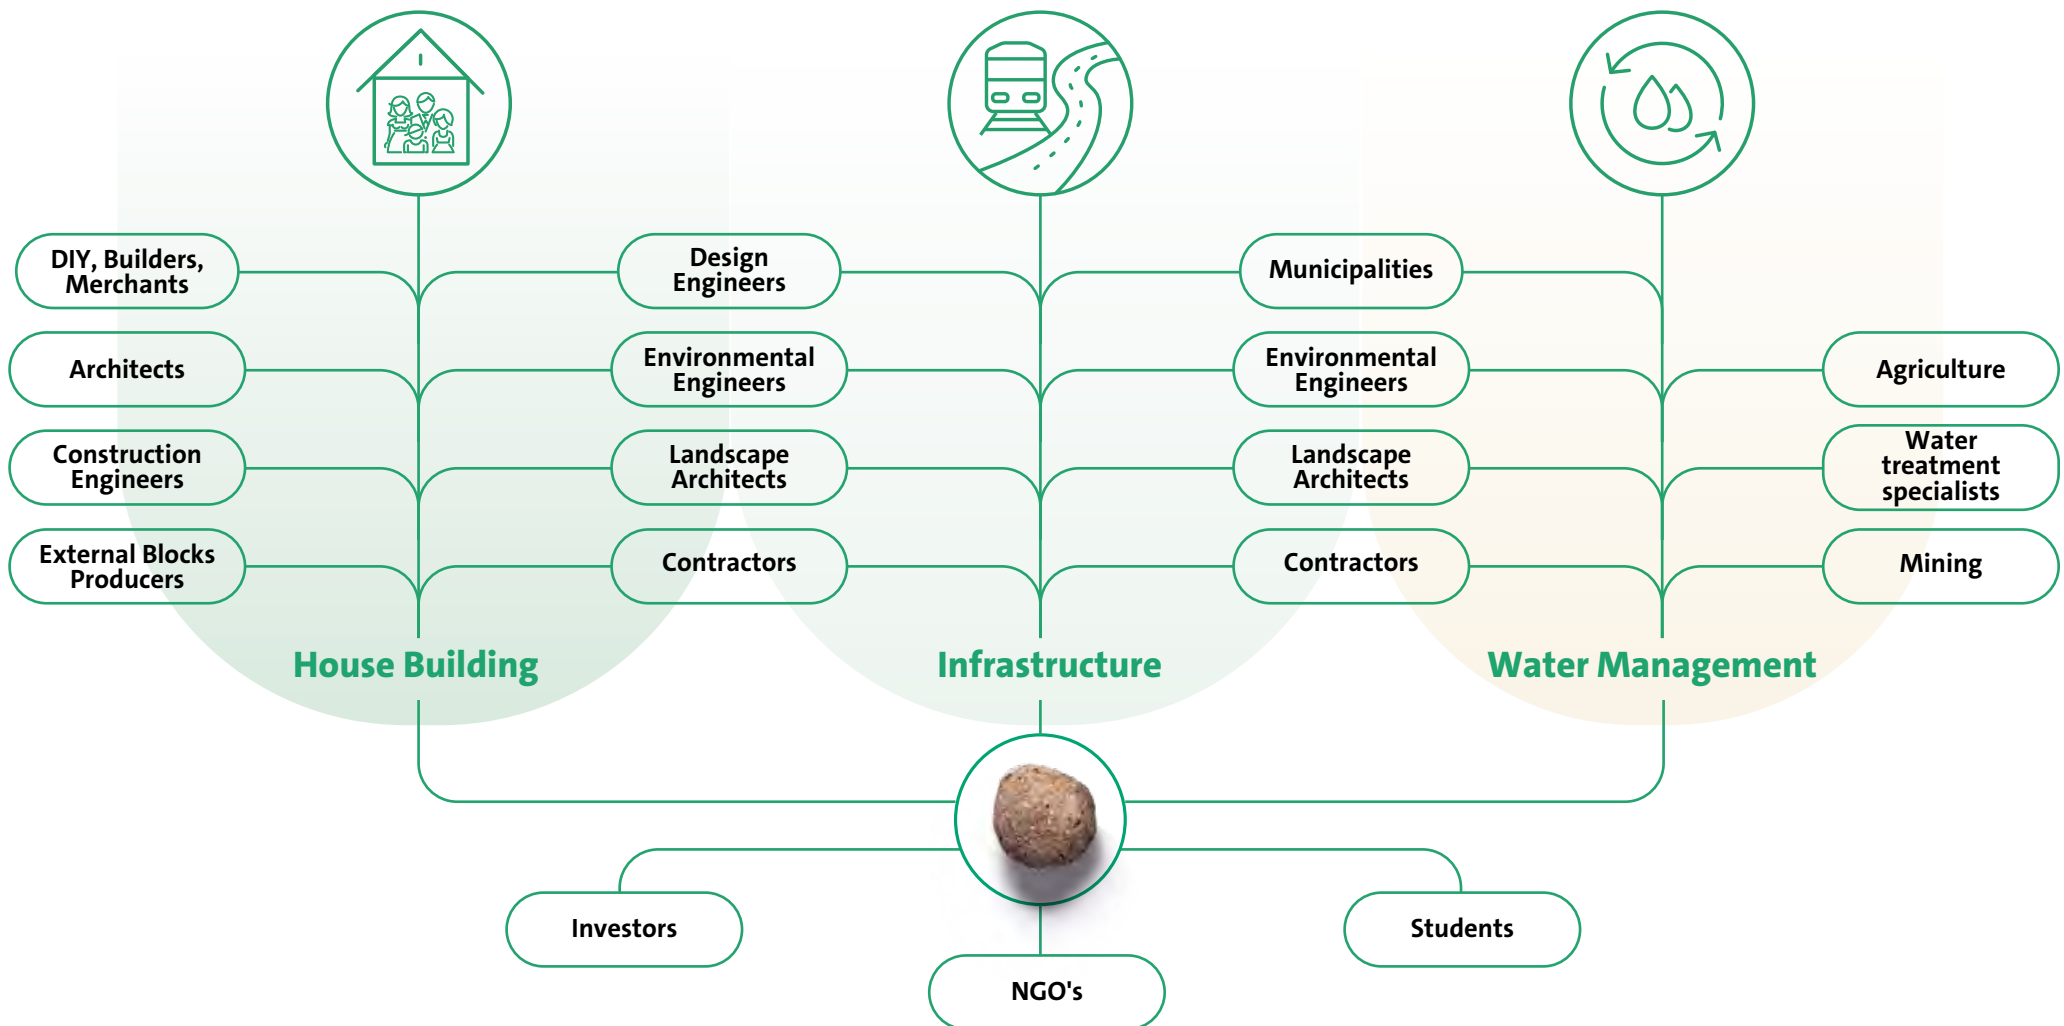 DIY, Builders,
Merchants
Design
Engineers
Municipalities
Architects
Environmental
Engineers
Environmental
Engineers
Agriculture
Construction
Engineers
Landscape
Architects
Landscape
Architects
Water
treatment
specialists
External Blocks
Producers
Contractors
Contractors
Mining
House Building
Infrastructure
Water Management
Investors
Students
NGO's